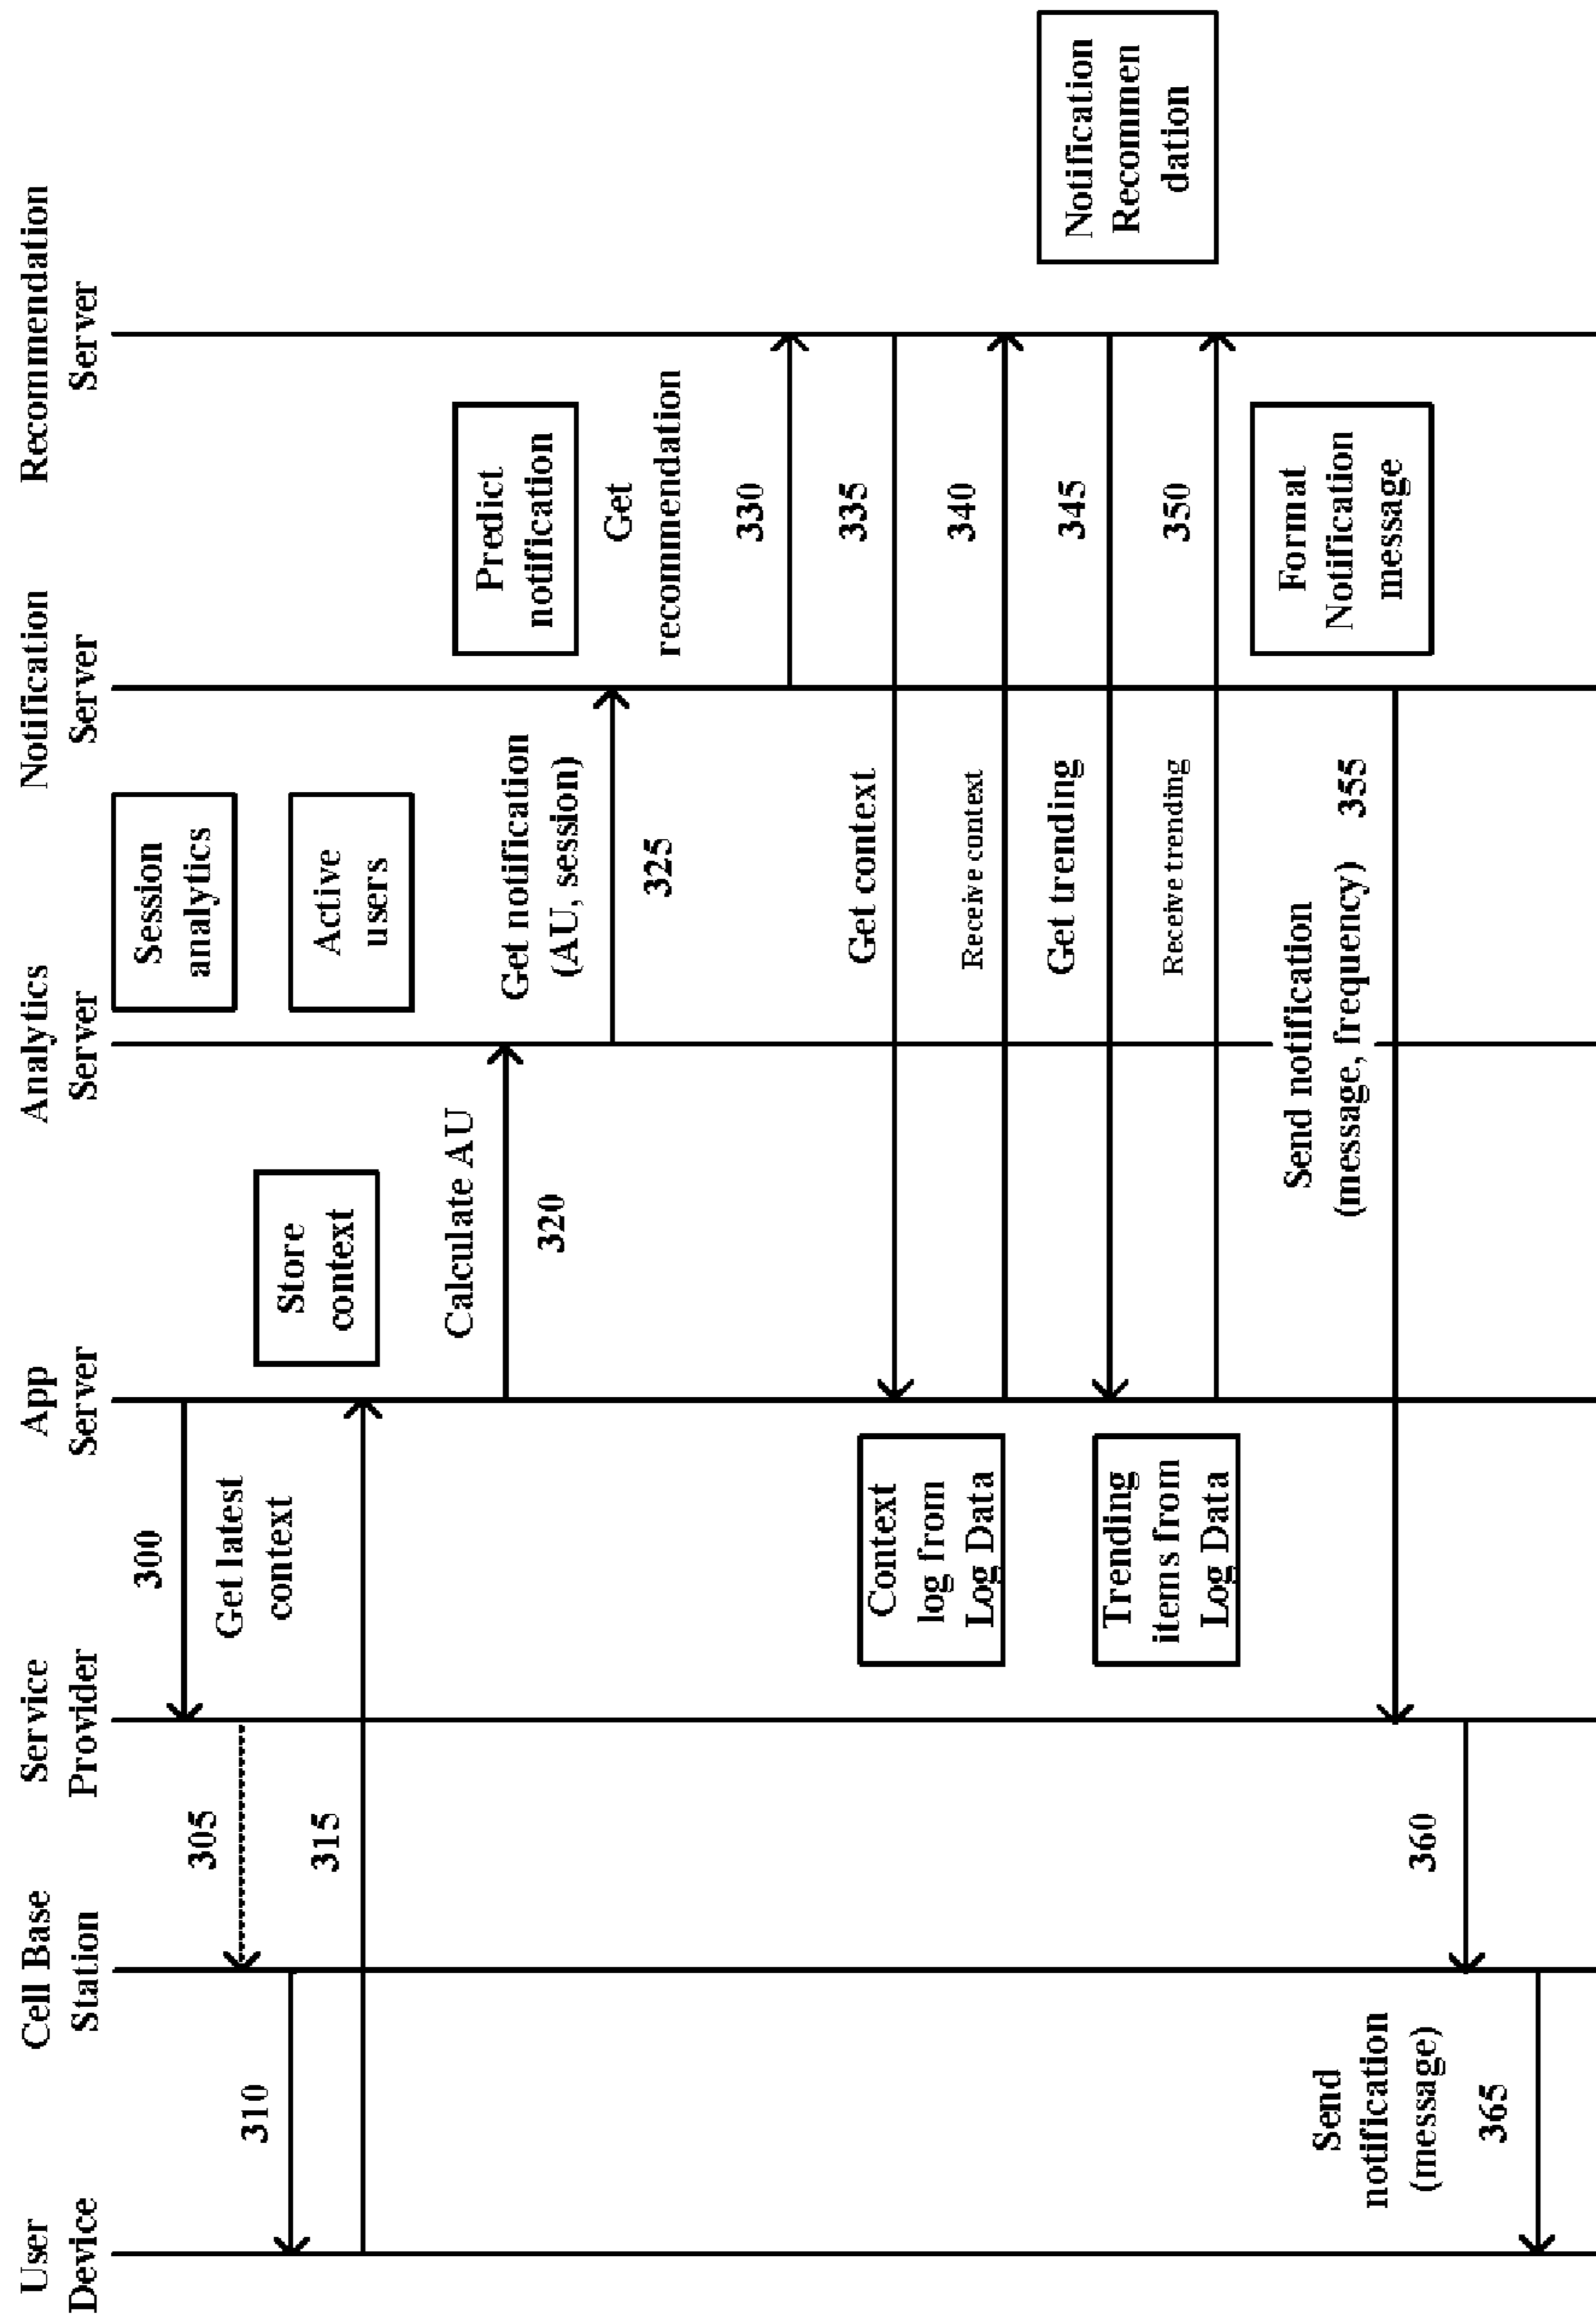 User
Device
Cell Base
Station
Service
Provider
App
Server
Analytics
Server
Notification
Server
Recommendation
Server
300
Get latest
context
305
310
315
Store
context
Session
analytics
Active
users
Calculate AU
320
Get notification
(AU, session)
325
Predict
notification
Get
recommendation
330
335
Get context
Context
log from
Log Data
340
Receive context
345
Get trending
Trending
items from
Log Data
350
Receive trending
Notification
Recommen
dation
Format
Notification
message
Send notification
(message, frequency)
355
360
Send
notification
(message)
365